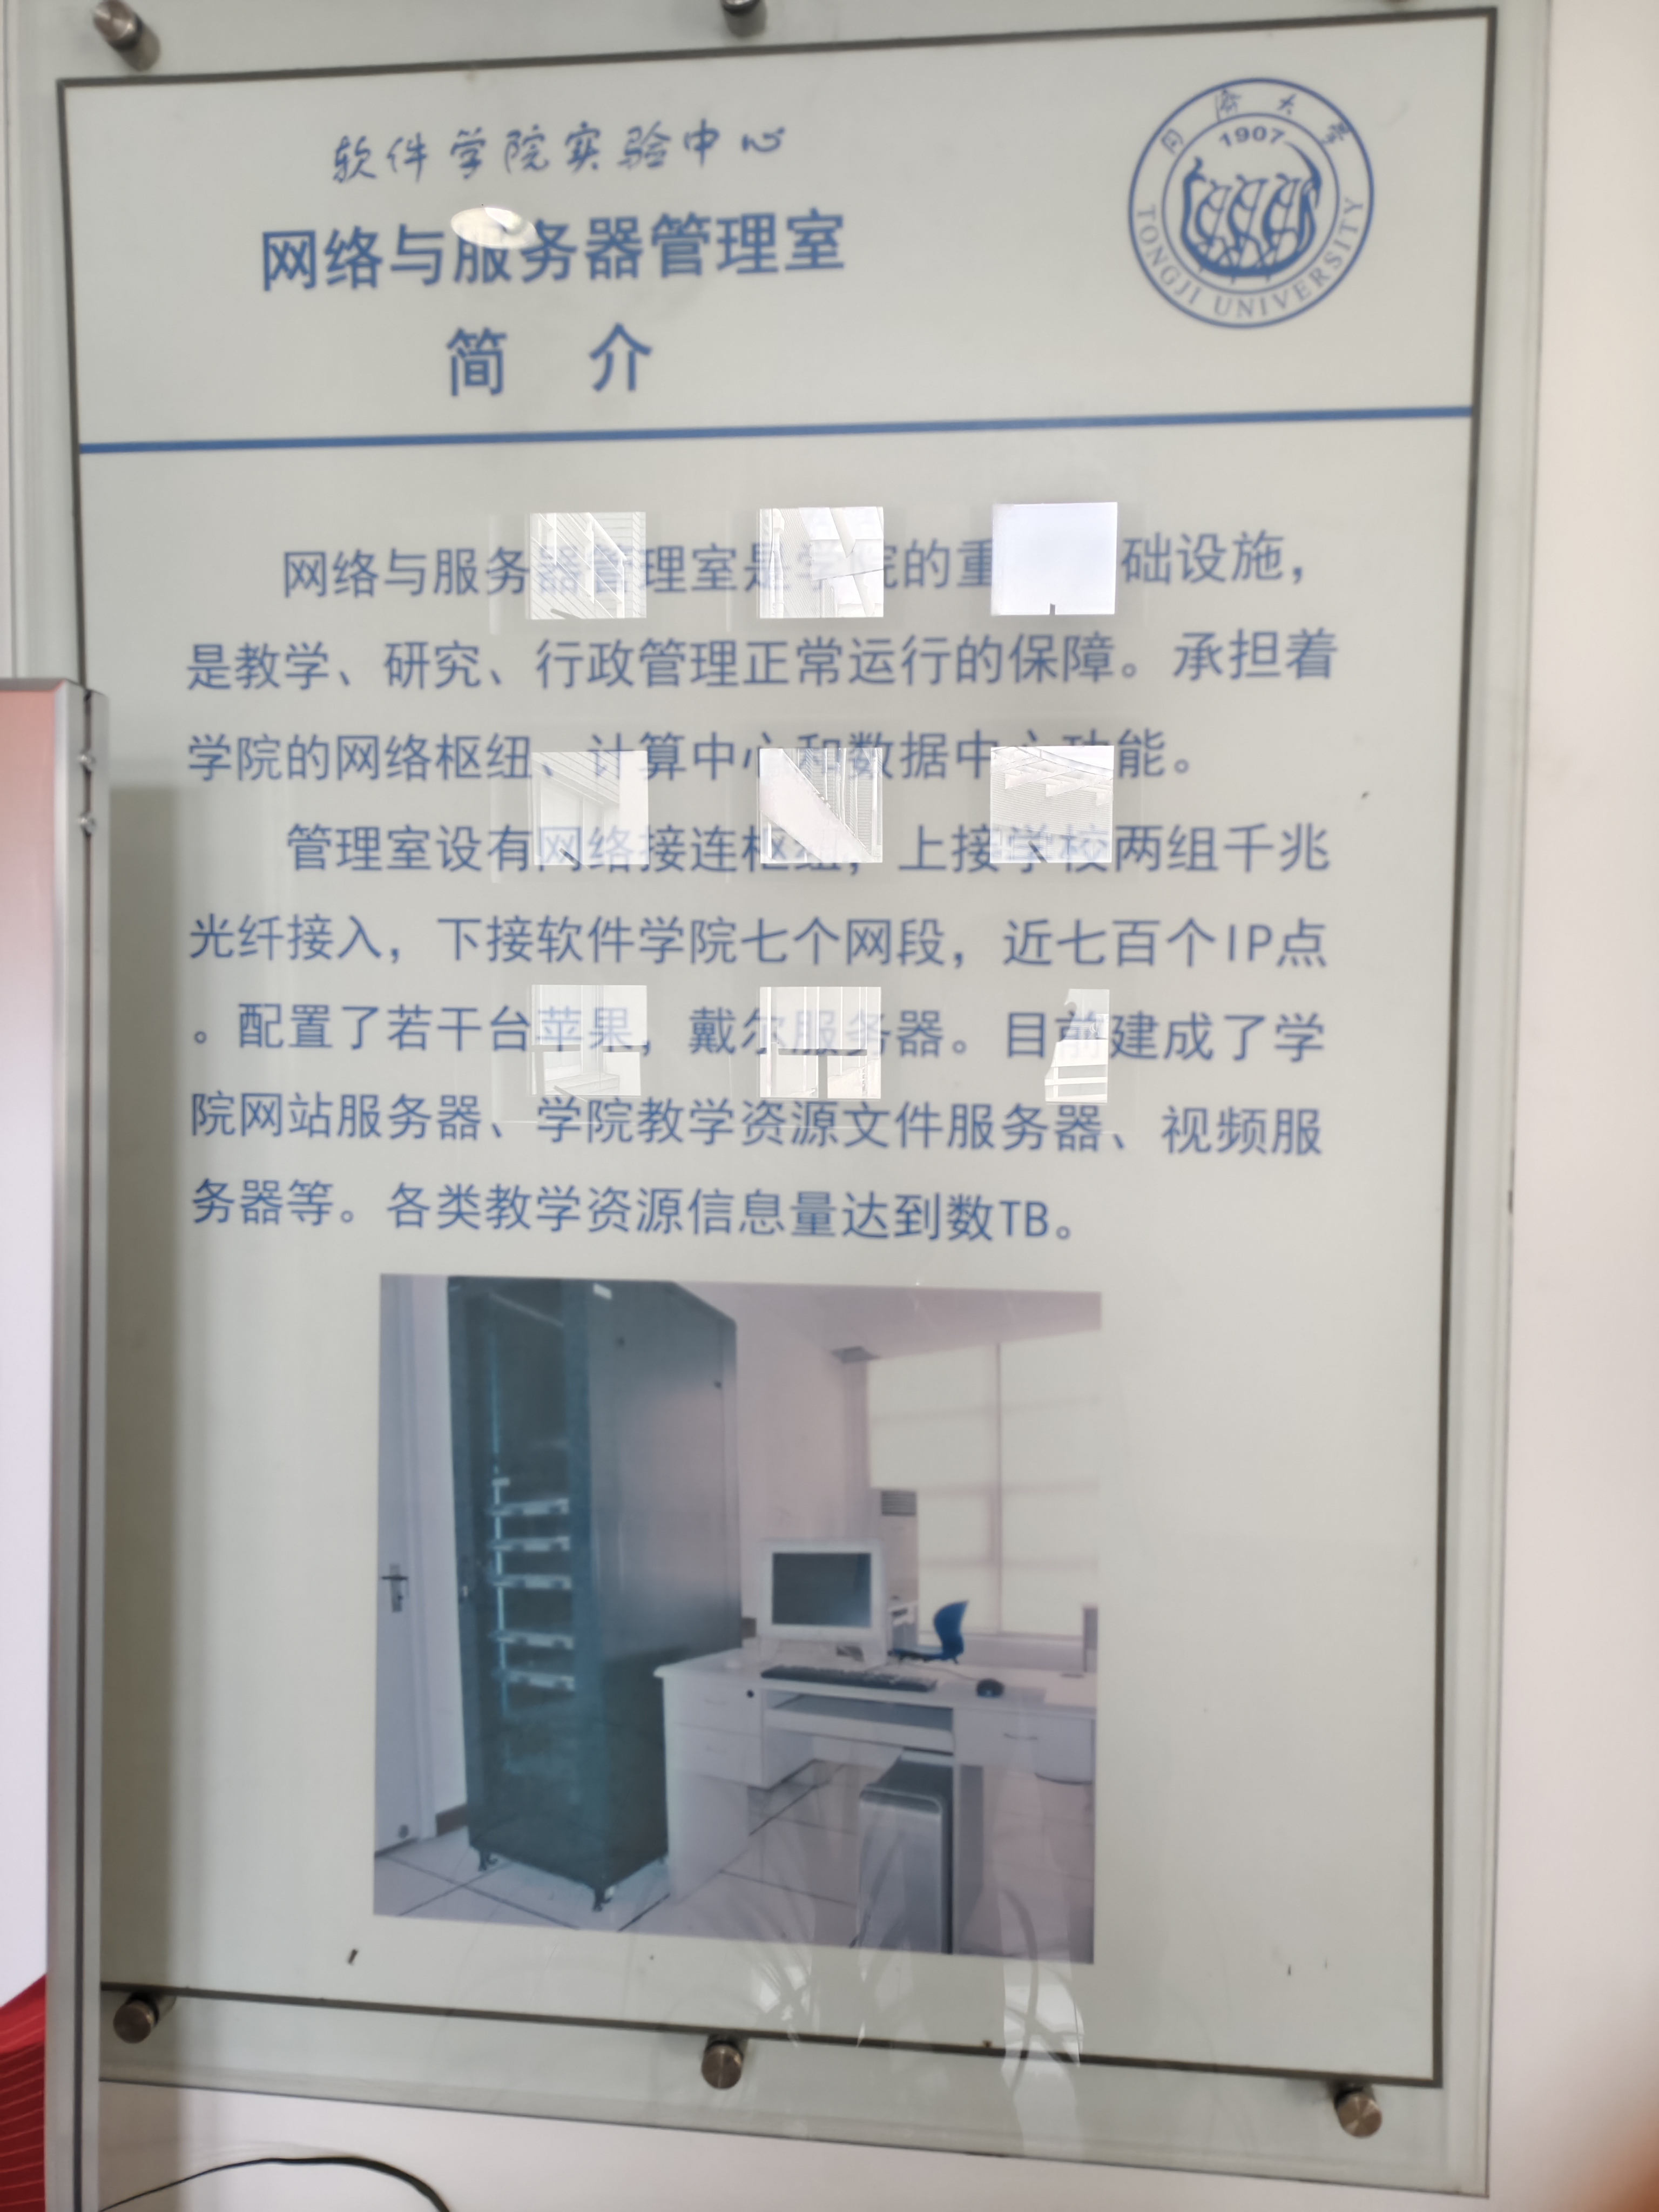 软件学院实验中心
同济大学
1907
TONGJI UNIVERSITY
网络与服务器管理室
简 介
网络与服务器管理室是学院的重 础设施，
是教学、研究、行政管理正常运行的保障。承担着
学院的网络枢纽、计算中心和数据中心功能。
管理室设有网络接连枢纽，上接学校两组千兆
光纤接入，下接软件学院七个网段，近七百个IP点
。配置了若干台苹果，戴尔服务器。目前建成了学
院网站服务器、学院教学资源文件服务器、视频服
务器等。各类教学资源信息量达到数TB。